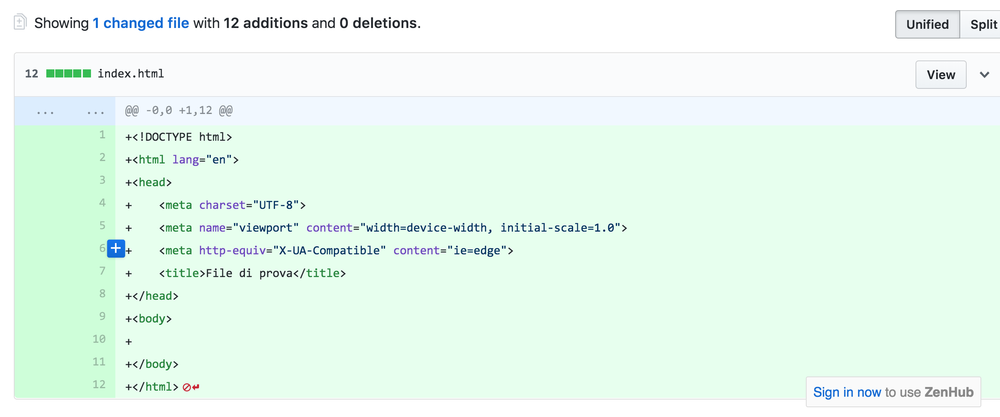 Showing 1 changed file with 12 additions and 0 deletions.
Unified Split
12 index.html
View
... ... @@ -0,0 +1,12 @@
1 +<!DOCTYPE html>
2 +<html lang="en">
3 +<head>
4 +    <meta charset="UTF-8">
5 +    <meta name="viewport" content="width=device-width, initial-scale=1.0">
6 +    <meta http-equiv="X-UA-Compatible" content="ie=edge">
7 +    <title>File di prova</title>
8 +</head>
9 +<body>
10 +
11 +</body>
12 +</html>
Sign in now to use ZenHub